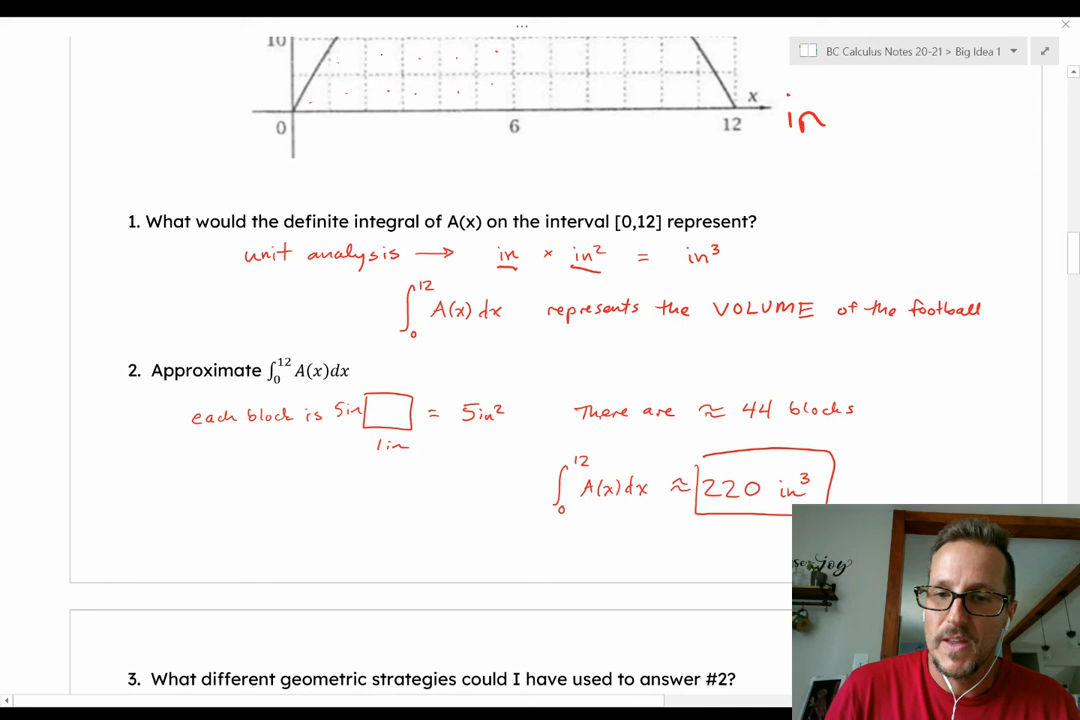 10
BC Calculus Notes 20-21 > Big Idea 1
x
in
0
6
12
1. What would the definite integral of A(x) on the interval [0,12] represent?
unit analysis → in × in² = in³
∫₀¹² A(x) dx represents the VOLUME of the football
2. Approximate ∫₀¹² A(x)dx
each block is 5in = 5in² There are ≈ 44 blocks
1in
∫₀¹² A(x)dx ≈ 220 in³
joy
3. What different geometric strategies could I have used to answer #2?